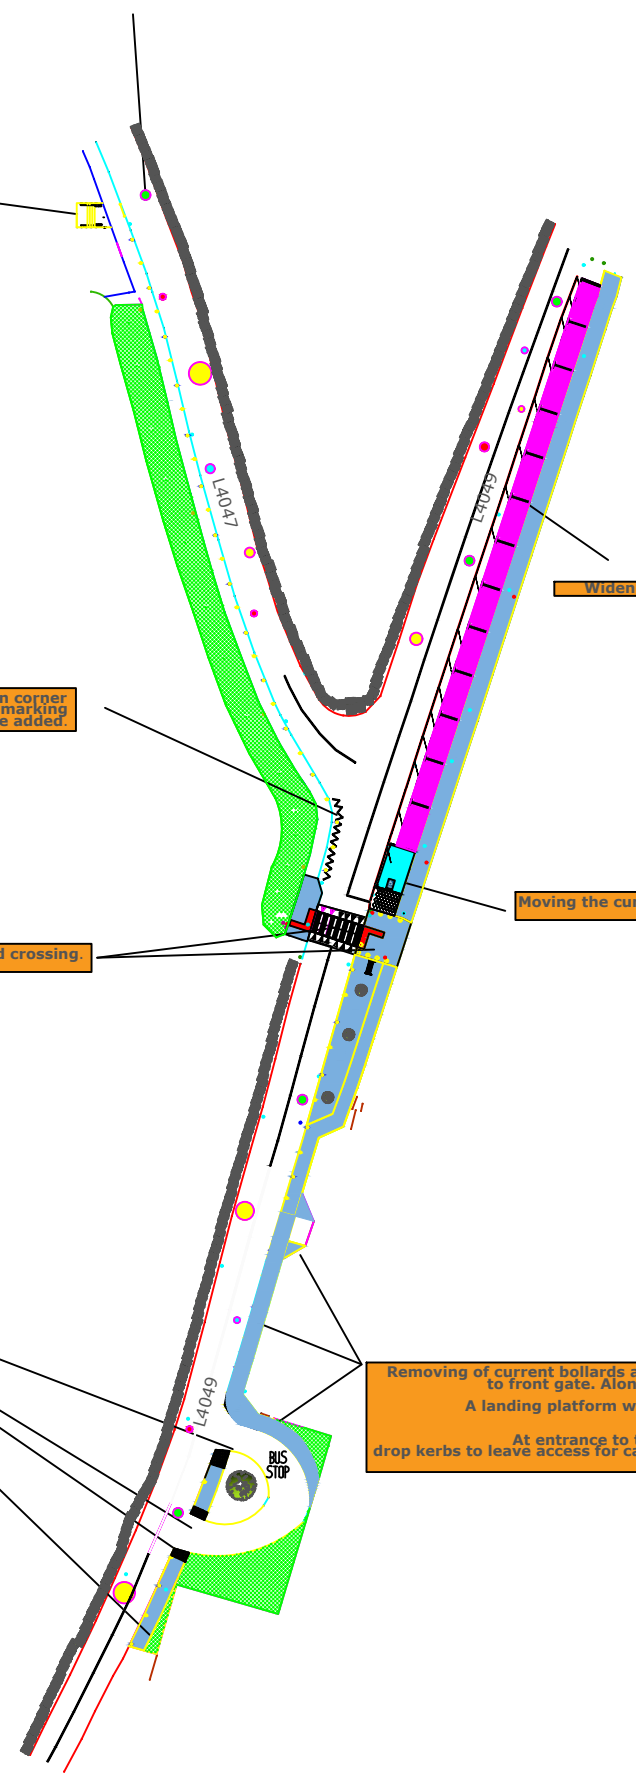 L4047
L4049
Widen
n corner
marking
e added.
Moving the cur
d crossing.
L4049
Removing of current bollards a
to front gate. Alon
A landing platform w
At entrance to f
drop kerbs to leave access for ca
BUS
STOP